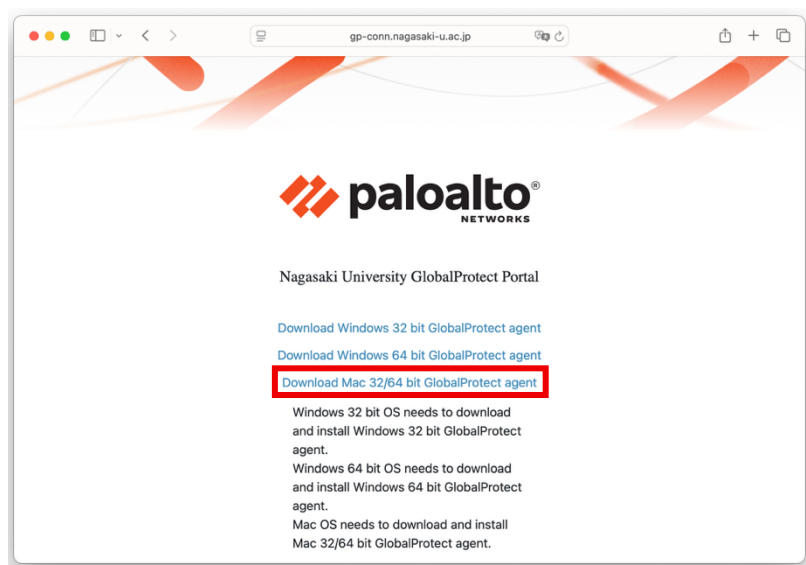 gp-conn.nagasaki-u.ac.jp
paloalto®
NETWORKS
Nagasaki University GlobalProtect Portal
Download Windows 32 bit GlobalProtect agent
Download Windows 64 bit GlobalProtect agent
Download Mac 32/64 bit GlobalProtect agent
Windows 32 bit OS needs to download
and install Windows 32 bit GlobalProtect
agent.
Windows 64 bit OS needs to download
and install Windows 64 bit GlobalProtect
agent.
Mac OS needs to download and install
Mac 32/64 bit GlobalProtect agent.